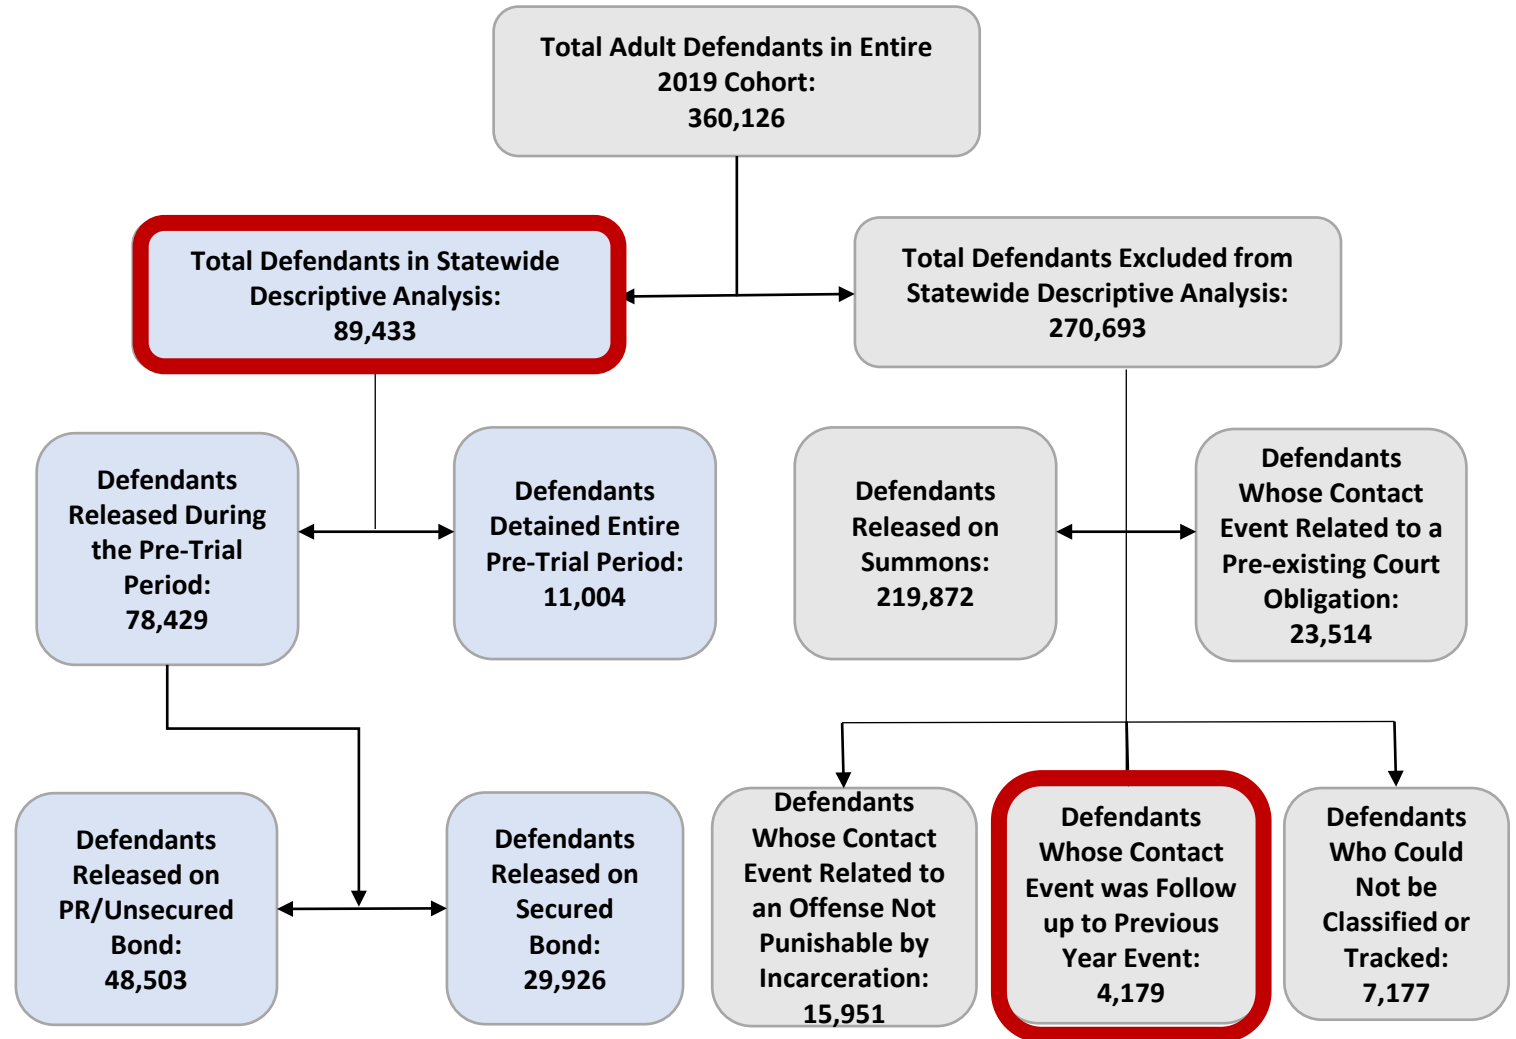 Total Adult Defendants in Entire
2019 Cohort:
360,126
Total Defendants in Statewide
Descriptive Analysis:
89,433
Total Defendants Excluded from
Statewide Descriptive Analysis:
270,693
Defendants
Released During
the Pre-Trial
Period:
78,429
Defendants
Detained Entire
Pre-Trial Period:
11,004
Defendants
Released on
Summons:
219,872
Defendants
Whose Contact
Event Related to a
Pre-existing Court
Obligation:
23,514
Defendants
Released on
PR/Unsecured
Bond:
48,503
Defendants
Released on
Secured
Bond:
29,926
Defendants
Whose Contact
Event Related to
an Offense Not
Punishable by
Incarceration:
15,951
Defendants
Whose Contact
Event was Follow
up to Previous
Year Event:
4,179
Defendants
Who Could
Not be
Classified or
Tracked:
7,177